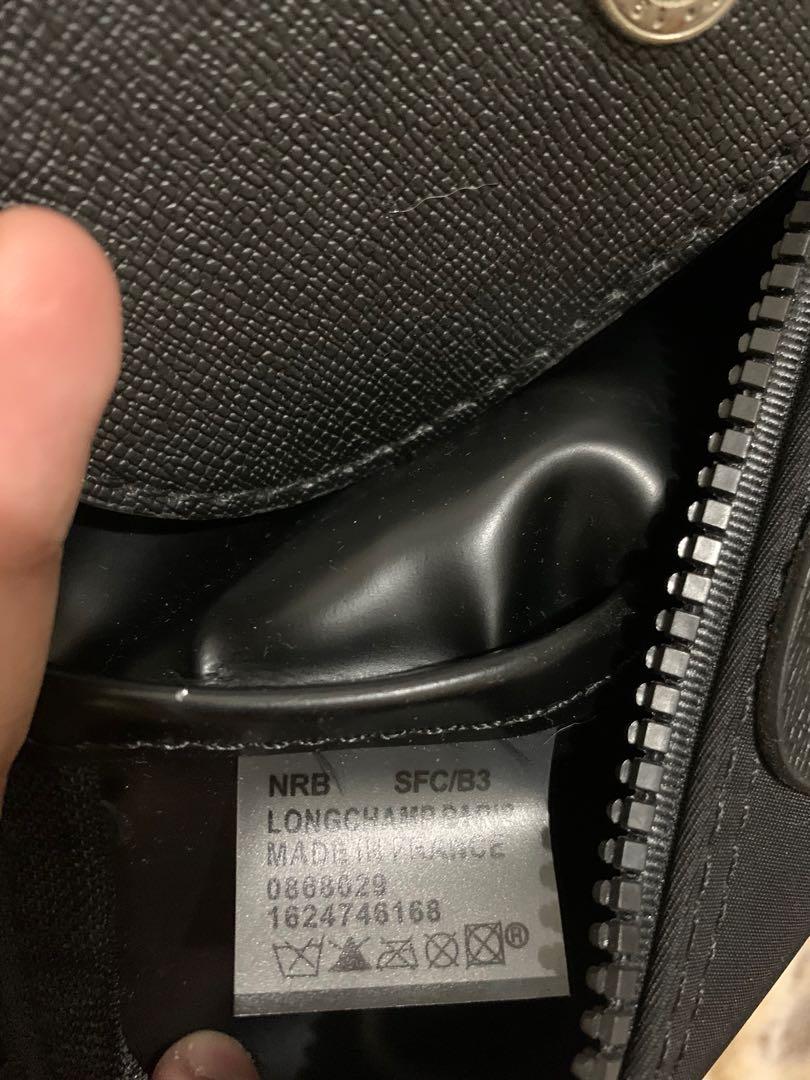 NRB SFC/B3
LONGCHAMP PARIS
MADE IN FRANCE
0868029
1624746168
®